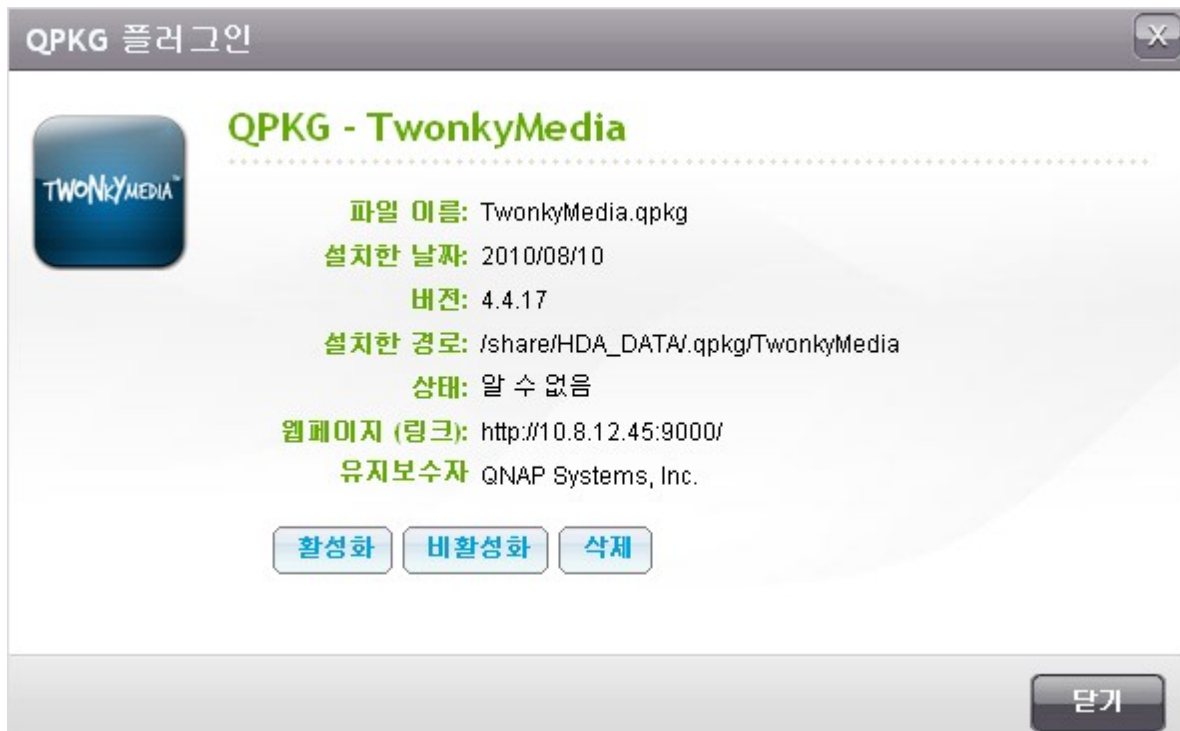 QPKG 플러그인
X
QPKG - TwonkyMedia
TWONKYMEDIA™
파일 이름: TwonkyMedia.qpkg
설치한 날짜: 2010/08/10
버전: 4.4.17
설치한 경로: /share/HDA_DATA/.qpkg/TwonkyMedia
상태: 알 수 없음
웹페이지 (링크): http://10.8.12.45:9000/
유지보수자 QNAP Systems, Inc.
활성화 비활성화 삭제
닫기